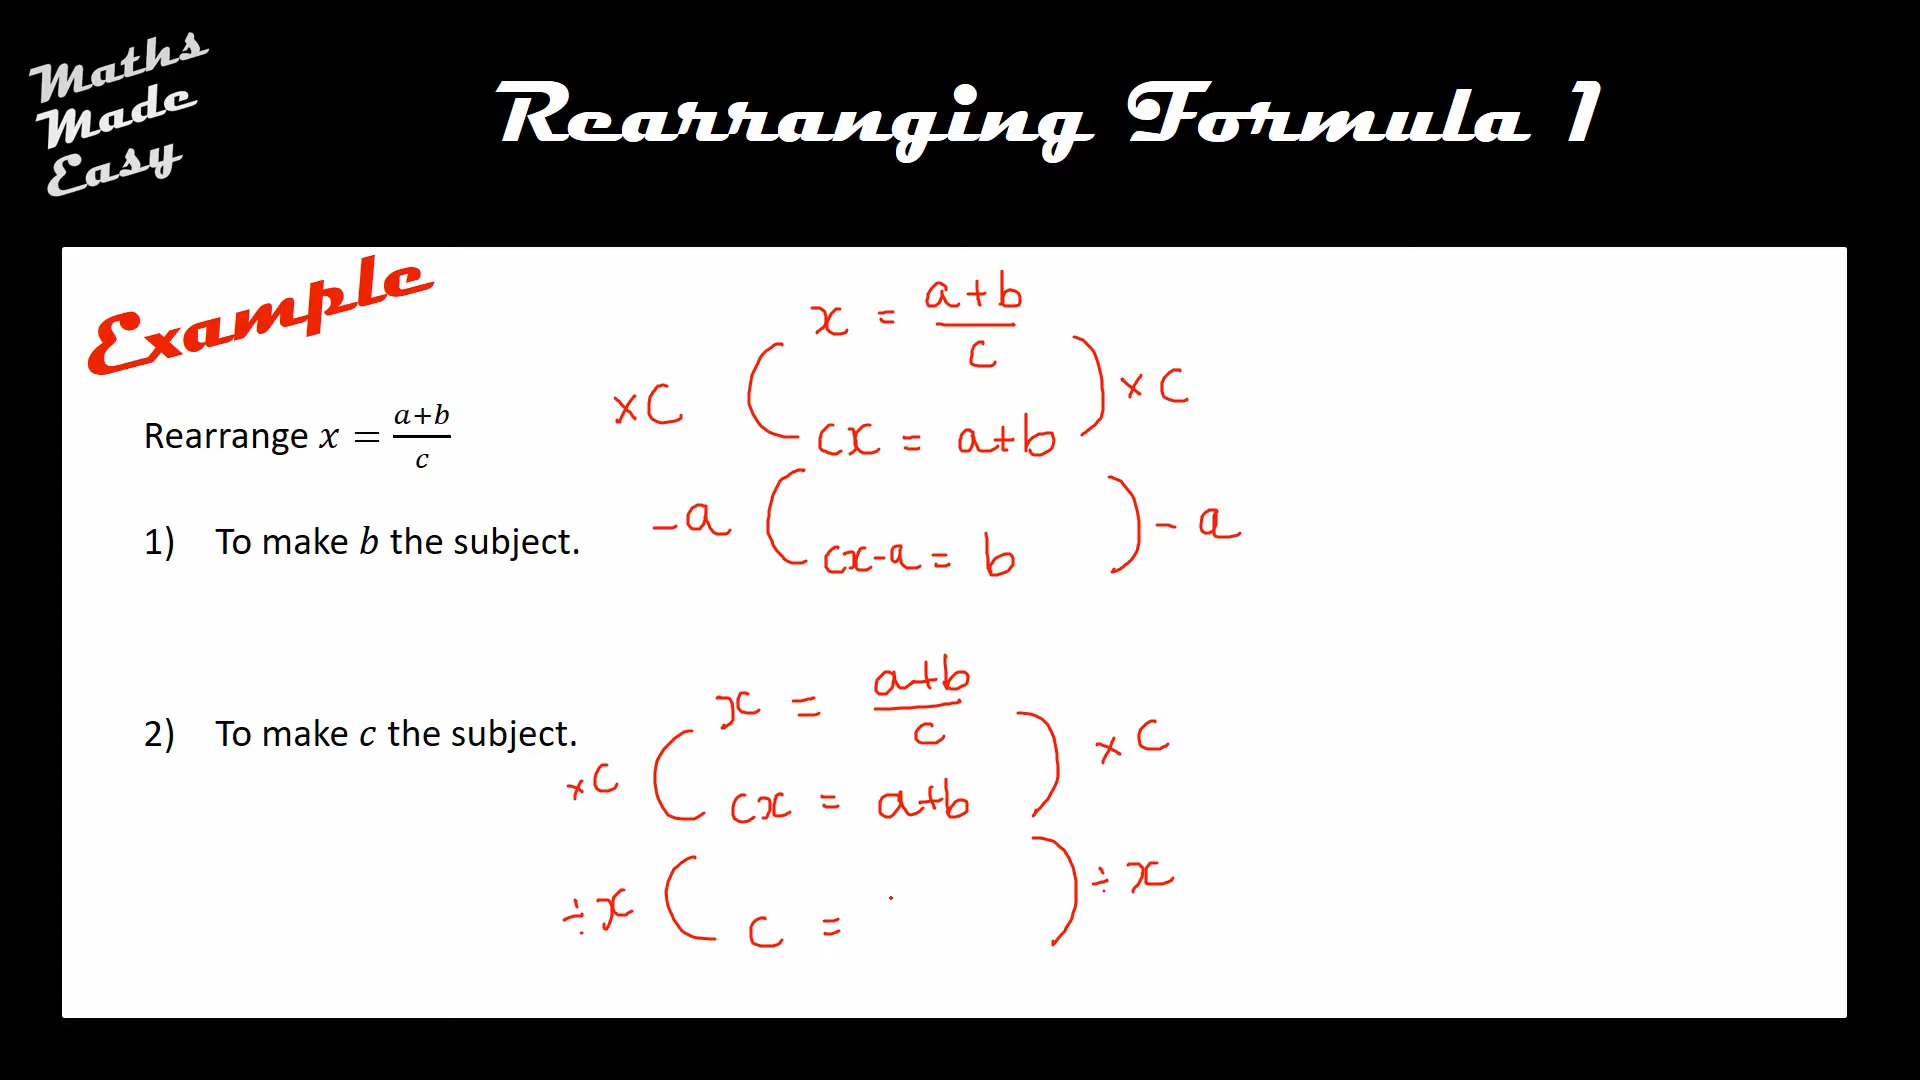 Maths
Made
Easy
Rearranging Formula 1
Example
Rearrange x = a+b/c
1) To make b the subject.
2) To make c the subject.
x = a+b/c
×c ( ) ×c
cx = a+b
-a ( ) - a
cx-a = b
x = a+b/c
×c ( ) ×c
cx = a+b
÷x ( ) ÷x
c =